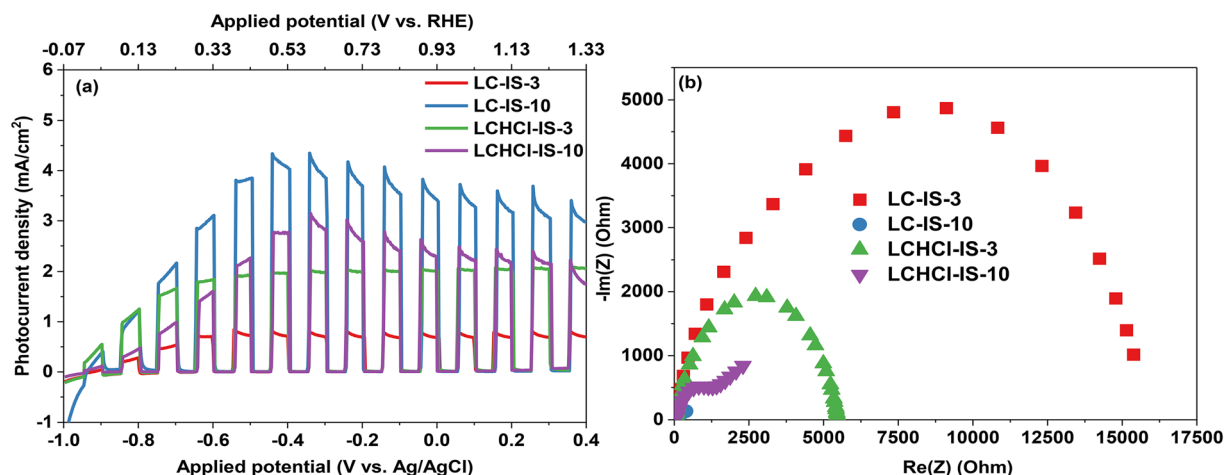 Applied potential (V vs. RHE)
-0.07 0.13 0.33 0.53 0.73 0.93 1.13 1.33
(a)
LC-IS-3
LC-IS-10
LCHCl-IS-3
LCHCl-IS-10
Photocurrent density (mA/cm²)
6
5
4
3
2
1
0
-1
-1.0 -0.8 -0.6 -0.4 -0.2 0.0 0.2 0.4
Applied potential (V vs. Ag/AgCl)
(b)
LC-IS-3
LC-IS-10
LCHCl-IS-3
LCHCl-IS-10
-Im(Z) (Ohm)
5000
4000
3000
2000
1000
0
0 2500 5000 7500 10000 12500 15000 17500
Re(Z) (Ohm)